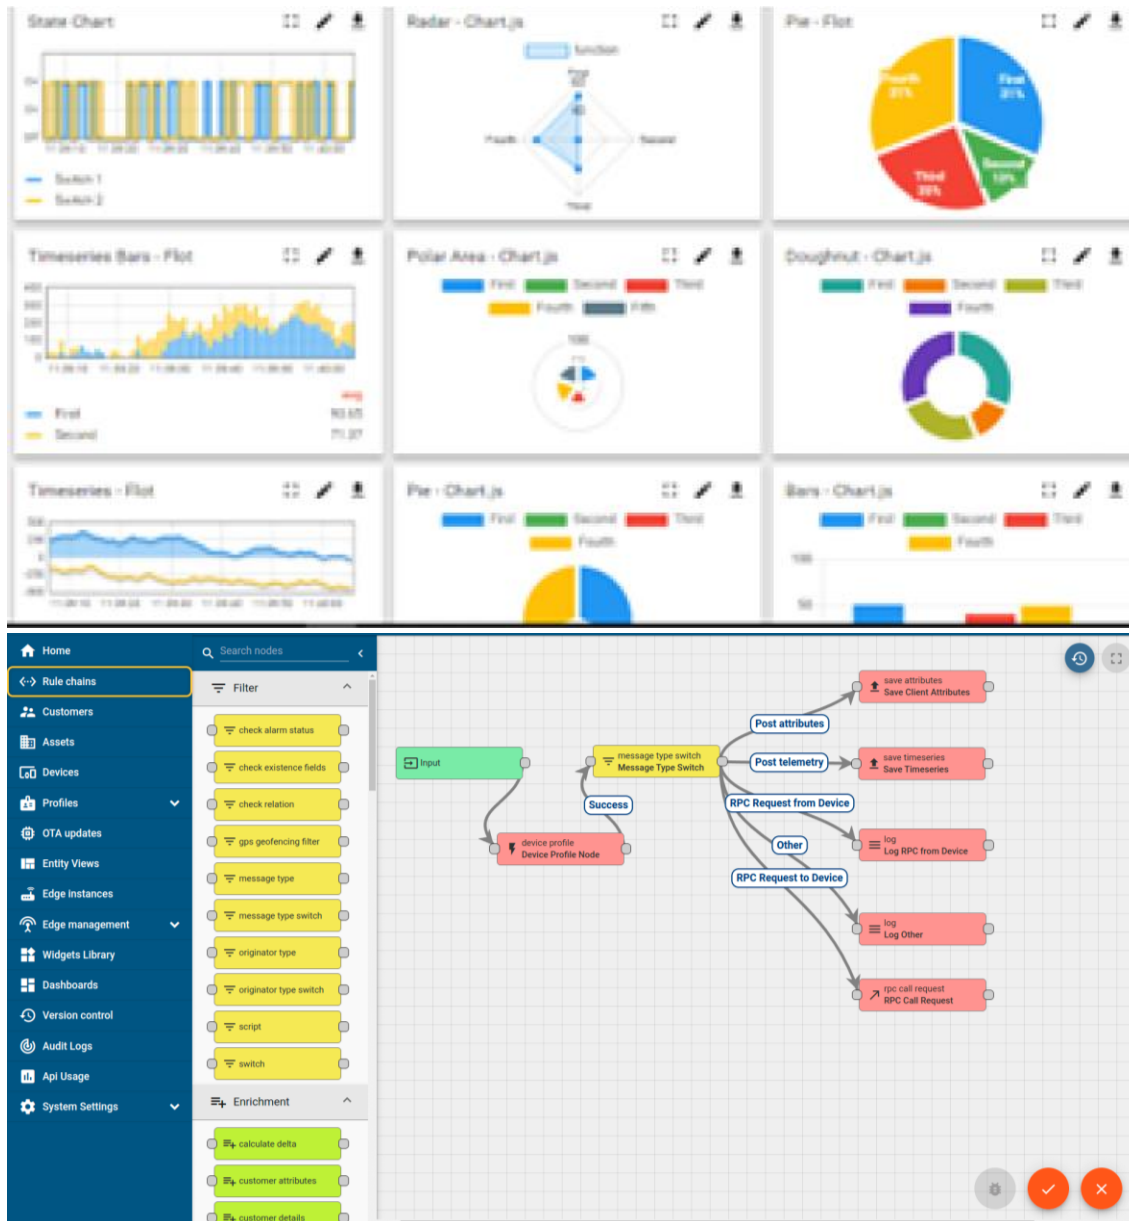 State Chart
Radar - Chart.js
Pie - Flot
function
Fourth
Second
Third
First
Second
Third
Switch 1
Switch 2
Timeseries Bars - Flot
Polar Area - Chart.js
Doughnut - Chart.js
First Second Third
Fourth Fifth
100
First Second Third
Fourth
avg
First
Second
Timeseries - Flot
Pie - Chart.js
Bars - Chart.js
First Second Third
Fourth
First Second Third
Fourth
100
50
Home
Rule chains
Customers
Assets
Devices
Profiles
OTA updates
Entity Views
Edge instances
Edge management
Widgets Library
Dashboards
Version control
Audit Logs
Api Usage
System Settings
Search nodes
Filter
check alarm status
check existence fields
check relation
gps geofencing filter
message type
message type switch
originator type
originator type switch
script
switch
Enrichment
calculate delta
customer attributes
customer details
Input
device profile
Device Profile Node
Success
message type switch
Message Type Switch
Post attributes
Post telemetry
RPC Request from Device
Other
RPC Request to Device
save attributes
Save Client Attributes
save timeseries
Save Timeseries
log
Log RPC from Device
log
Log Other
rpc call request
RPC Call Request